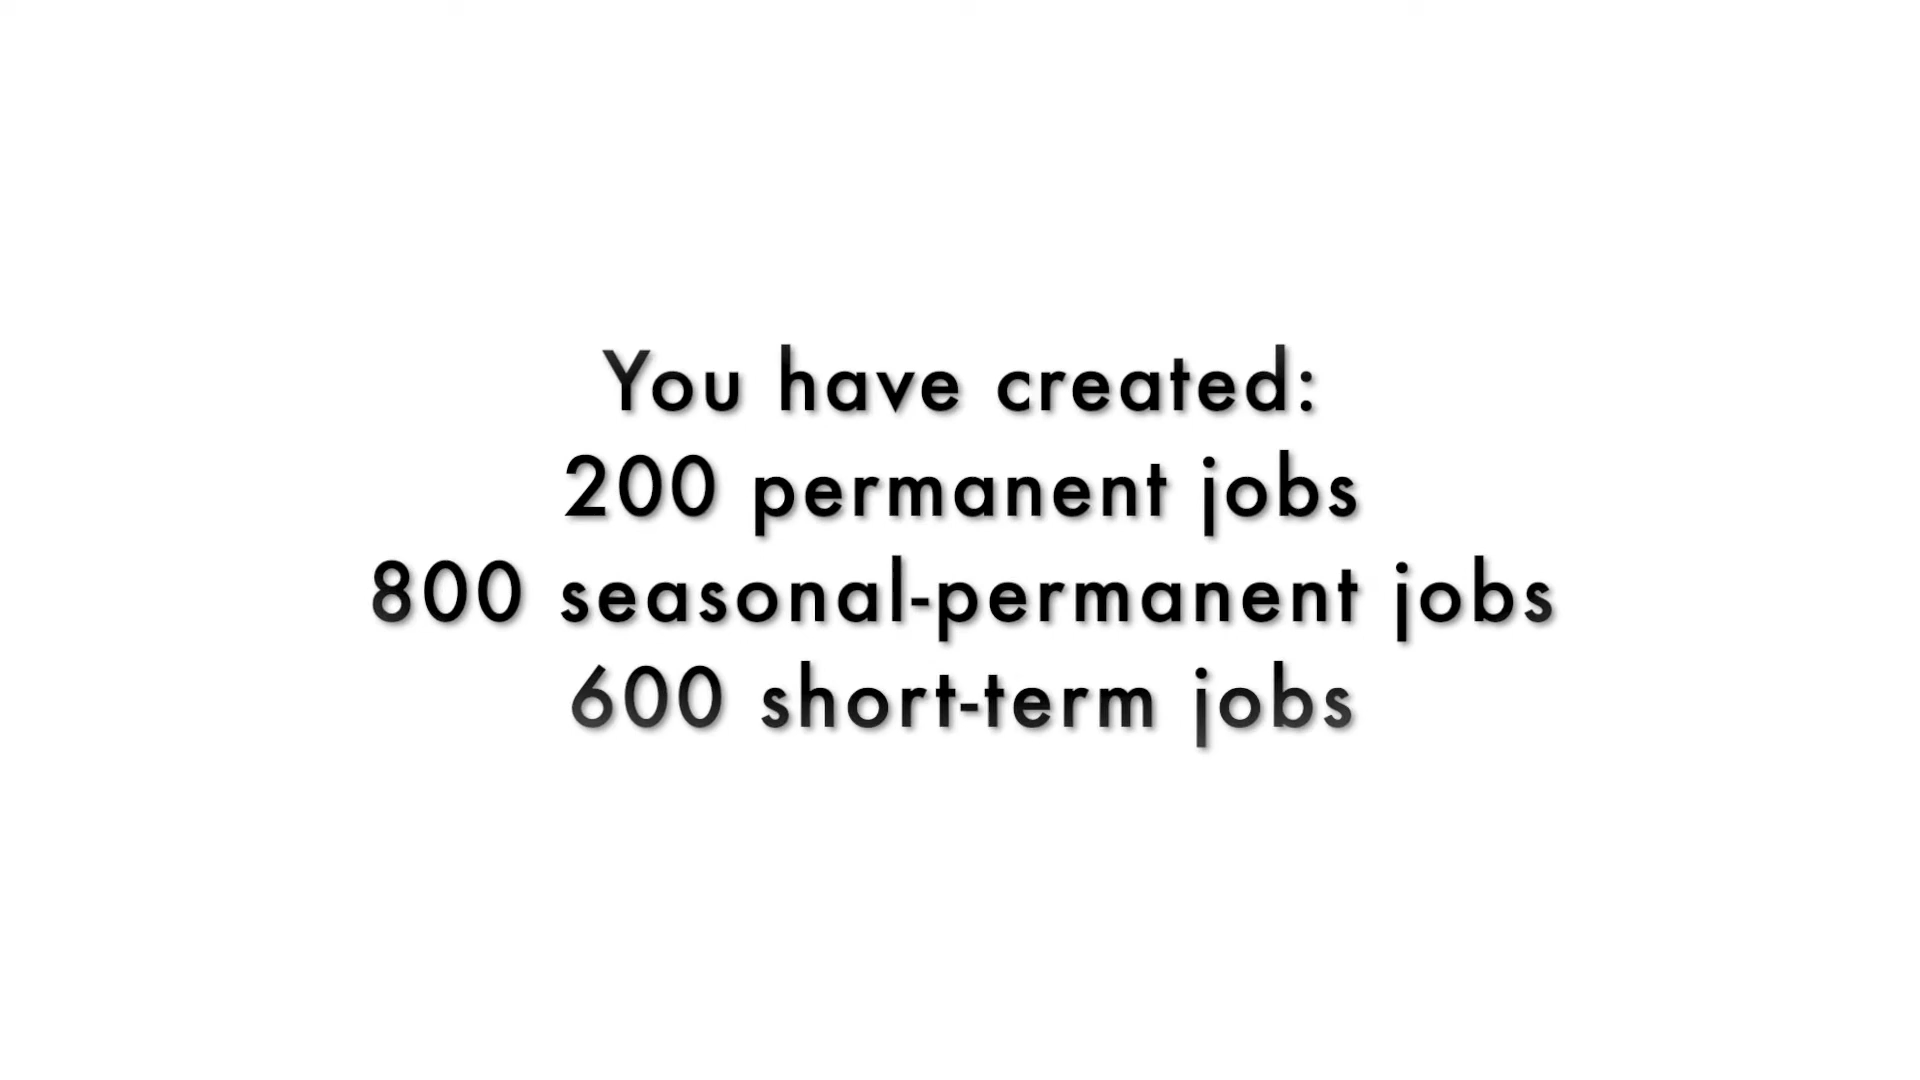 You have created:
200 permanent jobs
800 seasonal-permanent jobs
600 short-term jobs